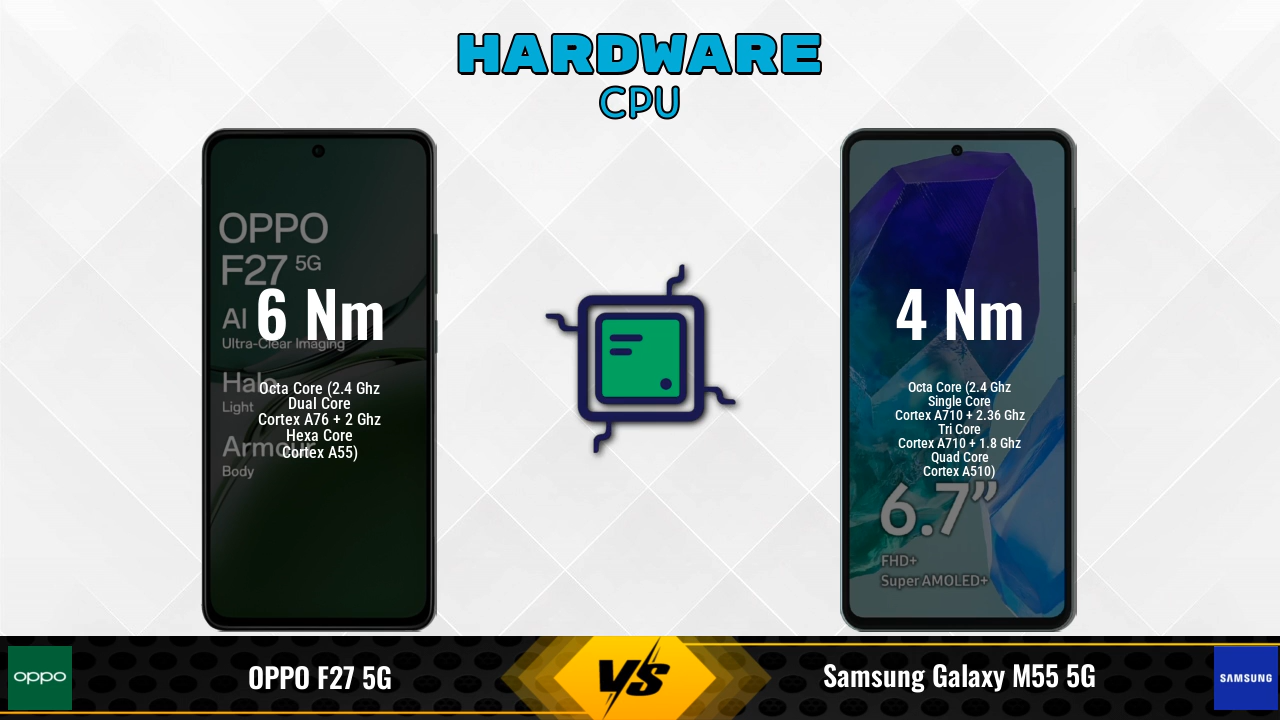 HARDWARE
CPU
OPPO
F27 5G
6 Nm
AI
Ultra-Clear Imaging
Halo
Light
Armour
Body
Octa Core (2.4 Ghz
Dual Core
Cortex A76 + 2 Ghz
Hexa Core
Cortex A55)
4 Nm
Octa Core (2.4 Ghz
Single Core
Cortex A710 + 2.36 Ghz
Tri Core
Cortex A710 + 1.8 Ghz
Quad Core
Cortex A510)
6.7”
FHD+
Super AMOLED+
oppo
OPPO F27 5G
VS
Samsung Galaxy M55 5G
SAMSUNG